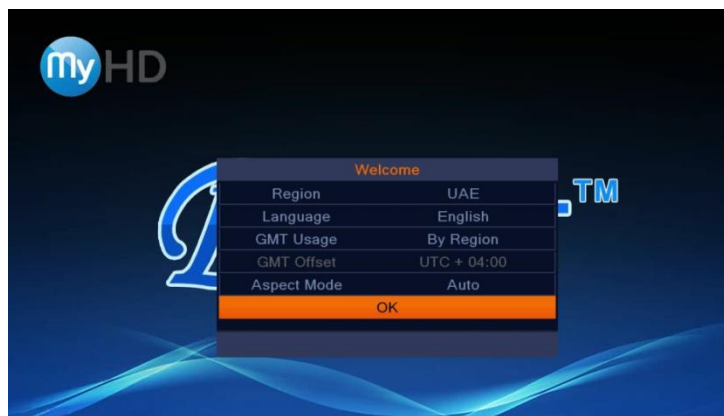 my HD
Welcome
Region UAE
Language English
GMT Usage By Region
GMT Offset UTC + 04:00
Aspect Mode Auto
OK
TM